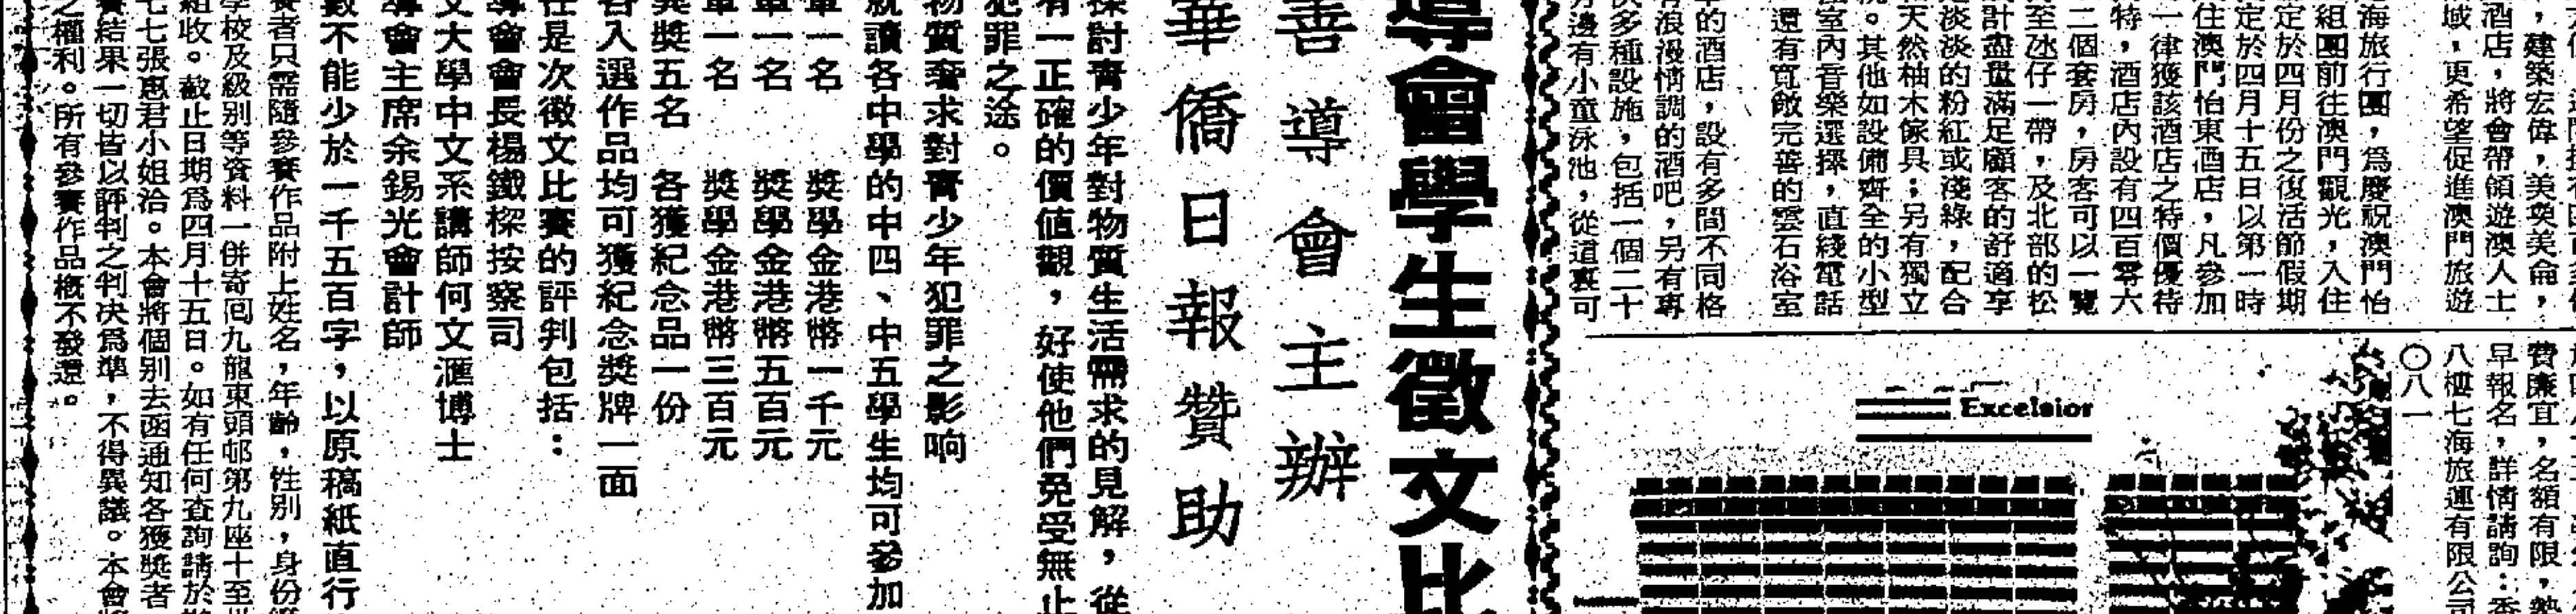 ，建築宏偉，美奐美侖，
酒店，將會帶領遊澳人士
域，更希望促進澳門旅遊
海旅行團，爲慶祝澳門怡
組團前往澳門觀光，入住
定於四月份之復活節假期
定於四月十五日以第一時
住澳門怡東酒店，凡參加
一律獲該酒店之特價優待
特，酒店內設有四百零六
二個套房，房客可以一覽
至氹仔一帶，及北部的松
淡淡的粉紅或淺綠，配合
計盡量滿足顧客的舒適享
天然柚木傢具；另有獨立
。其他如設備齊全的小型
室內音樂選擇，直綫電話
還有寬敞完善的雲石浴室
的酒店，設有多間不同格
浪漫情調的酒吧，另有專
多種設施，包括一個二十
邊有小童泳池，從這裏可
費廉宜，名額有限，
早報名，詳情請詢：
八樓七海旅運有限公司
〇八一
Excelsior
導會學生徵文比
善導會主辦
華僑日報贊助
探討青少年對物質生活需求的見解，從
有一正確的價值觀，好使他們免受無止
犯罪之途。
物質奢求對青少年犯罪之影响
就讀各中學的中四、中五學生均可參加
一名　獎學金港幣一千元
一名　獎學金港幣五百元
一名　獎學金港幣三百元
獎五名　各獲紀念品一份
各入選作品均可獲紀念獎牌一面
任是次徵文比賽的評判包括：
導會會長楊鐵樑按察司
文大學中文系講師何文滙博士
導會主席余錫光會計師
數不能少於一千五百字，以原稿紙直行
賽者只需隨參賽作品附上姓名，年齡，性别，身份
學校及級别等資料一併寄囘九龍東頭邨第九座十至
組收。截止日期爲四月十五日。如有任何查詢請於
七七張惠君小姐洽。本會將個别去函通知各獲獎者
賽結果一切皆以評判之判决爲準，不得異議。本會
之權利。所有參賽作品概不發還。